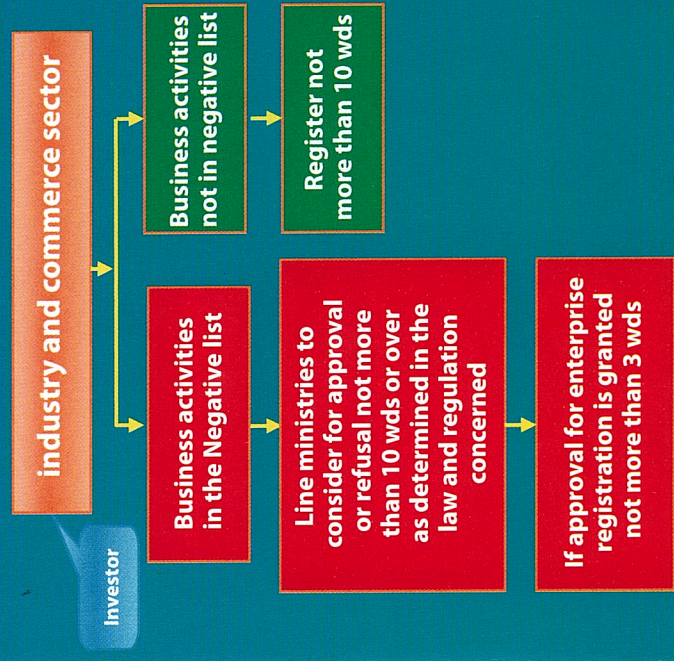 Investor
industry and commerce sector
Business activities
in the Negative list
Line ministries to
consider for approval
or refusal not more
than 10 wds or over
as determined in the
law and regulation
concerned
If approval for enterprise
registration is granted
not more than 3 wds
Business activities
not in negative list
Register not
more than 10 wds